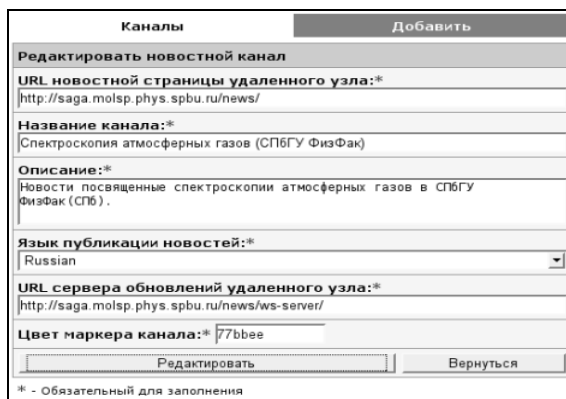 Каналы Добавить
Редактировать новостной канал
URL новостной страницы удаленного узла:*
http://saga.molsp.phys.spbu.ru/news/
Название канала:*
Спектроскопия атмосферных газов (СПбГУ ФизФак)
Описание:*
Новости посвященные спектроскопии атмосферных газов в СПбГУ
ФизФак(СПб).
Язык публикации новостей:*
Russian
URL сервера обновлений удаленного узла:*
http://saga.molsp.phys.spbu.ru/news/ws-server/
Цвет маркера канала:* 77bbee
Редактировать Вернуться
* - Обязательный для заполнения